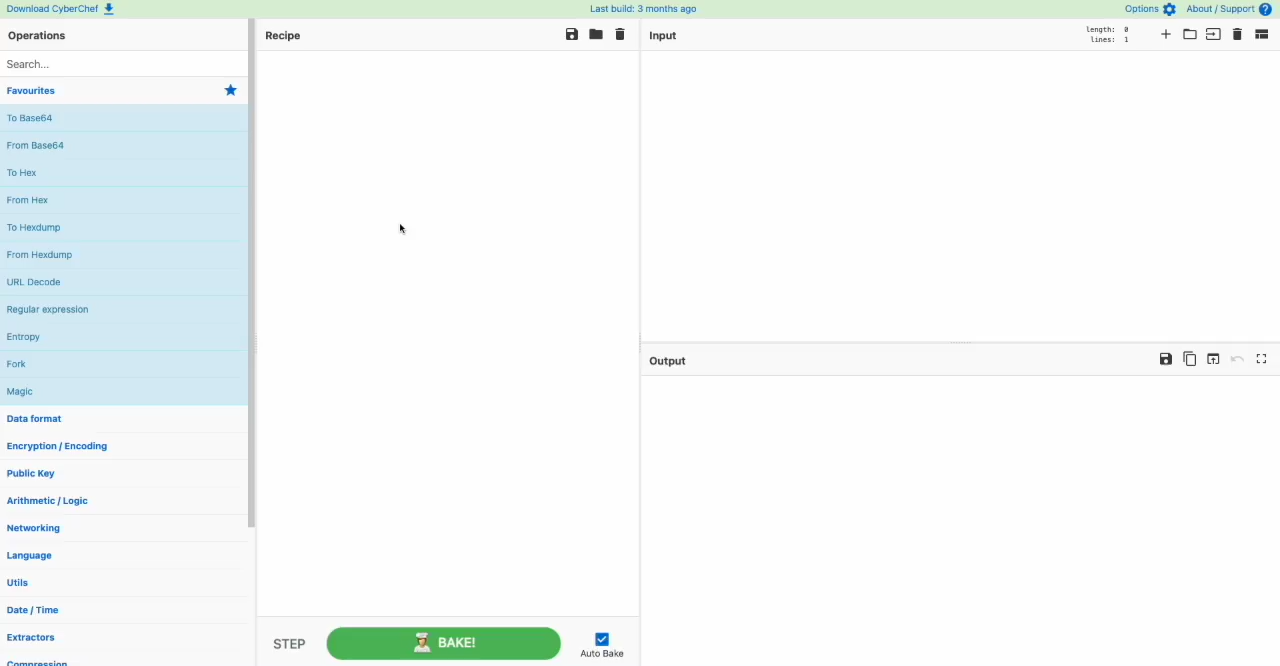 Download CyberChef
Last build: 3 months ago
Options
About / Support
Operations
Recipe
Input
length: 0
lines: 1
Search...
Favourites
To Base64
From Base64
To Hex
From Hex
To Hexdump
From Hexdump
URL Decode
Regular expression
Entropy
Fork
Magic
Data format
Encryption / Encoding
Public Key
Arithmetic / Logic
Networking
Language
Utils
Date / Time
Extractors
Compression
Output
STEP
BAKE!
Auto Bake